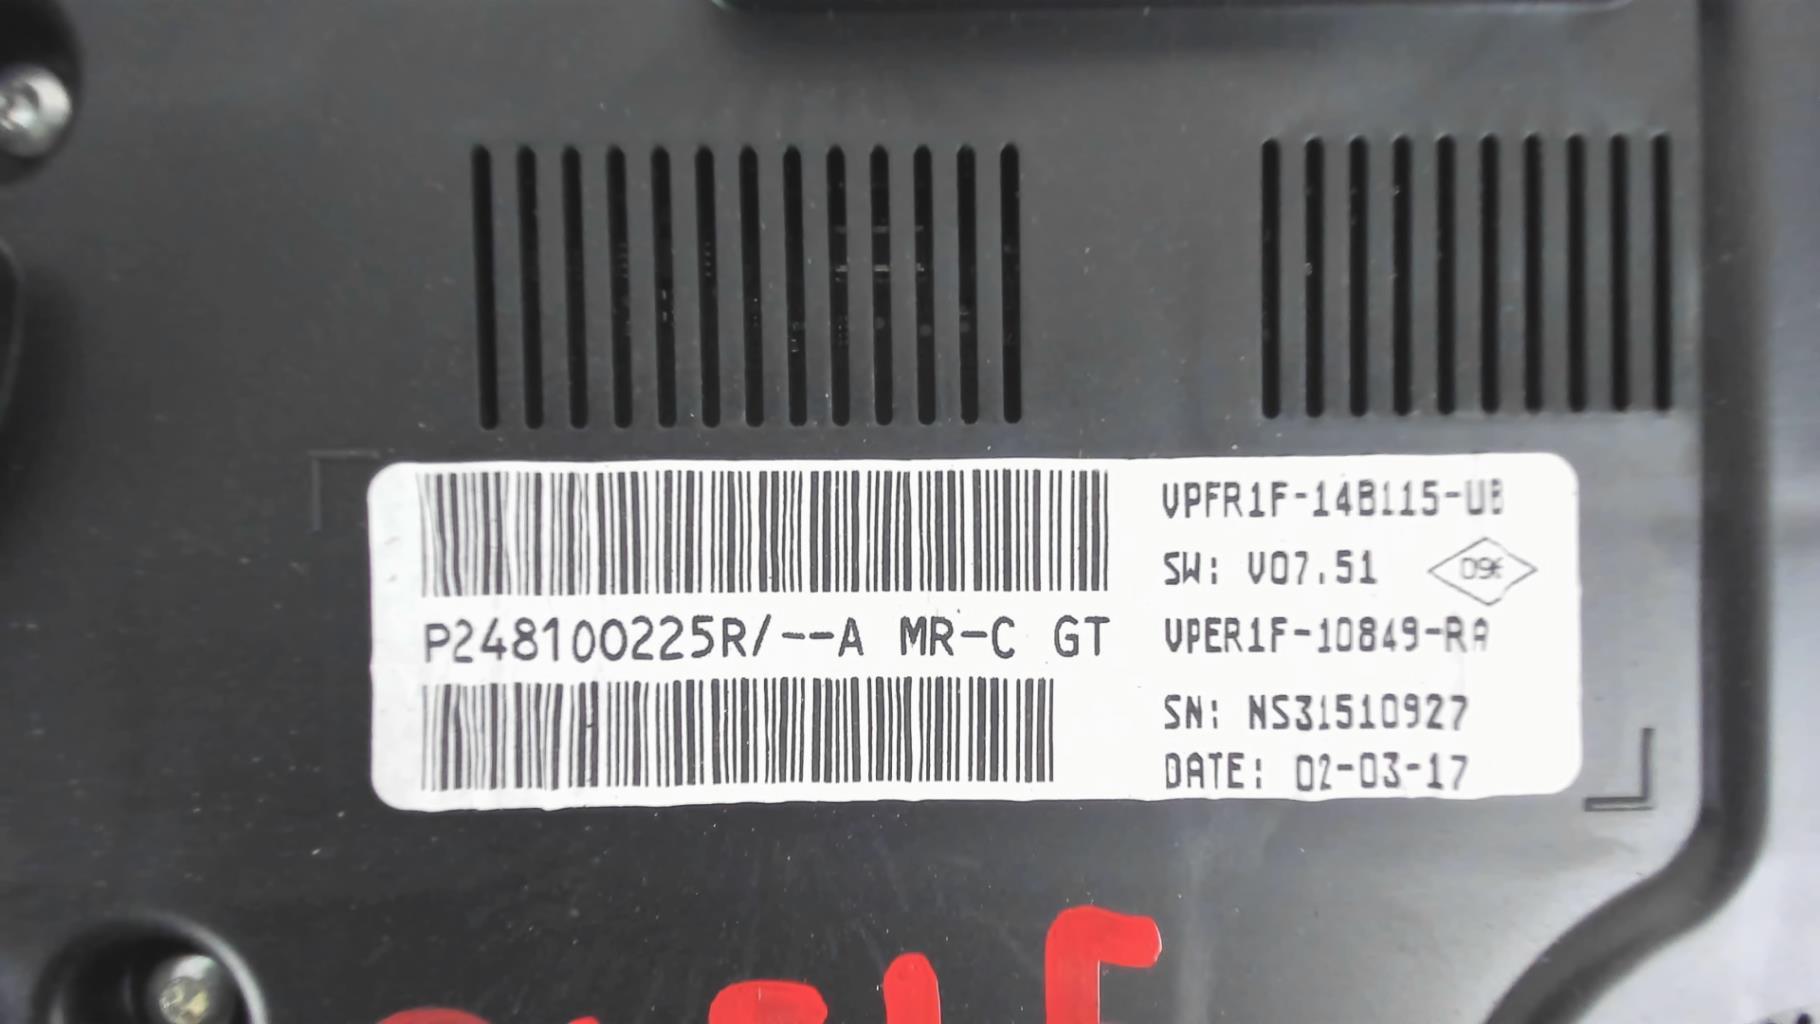 VPFR1F-14B115-UB
SW: V07.51
P248100225R/--A MR-C GT
VPER1F-10849-RA
SN: NS31510927
DATE: 02-03-17